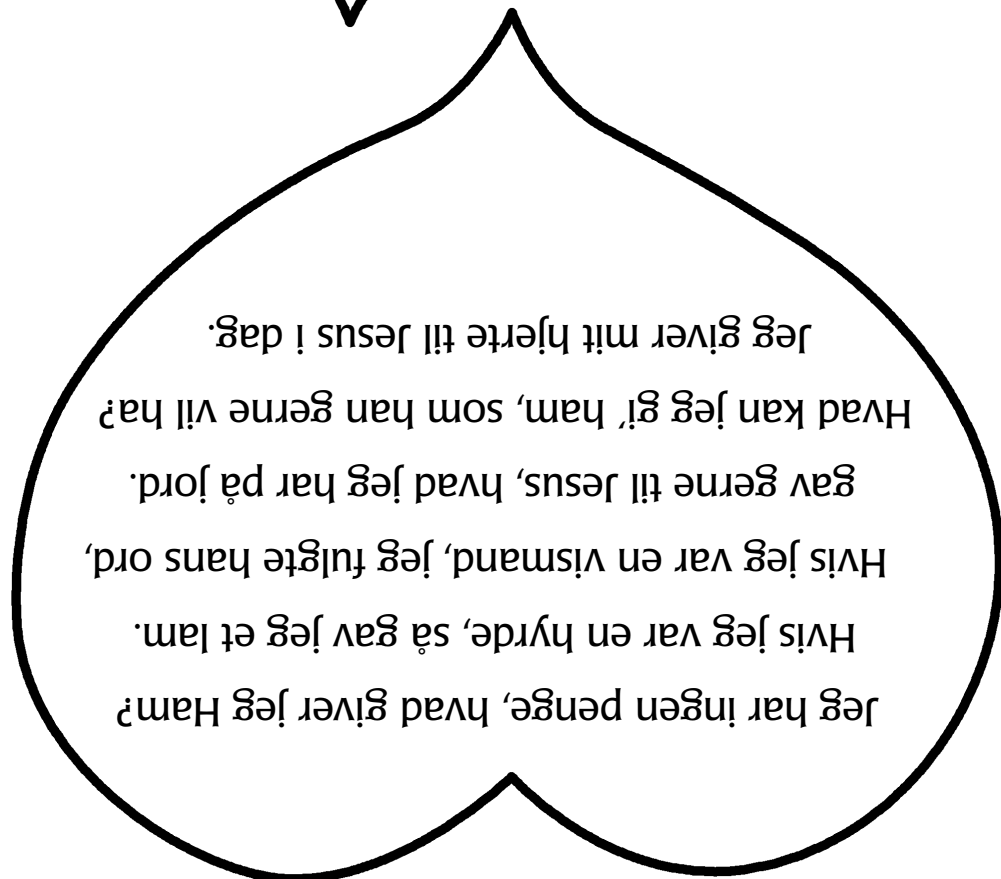 Jeg har ingen penge, hvad giver jeg Ham?
Hvis jeg var en hyrde, så gav jeg et lam.
Hvis jeg var en vismand, jeg fulgte hans ord,
gav gerne til Jesus, hvad jeg har på jord.
Hvad kan jeg gi´ ham, som han gerne vil ha?
Jeg giver mit hjerte til Jesus i dag.